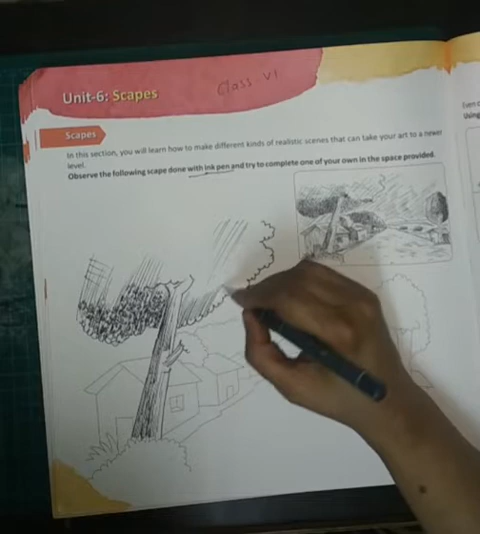 Unit-6: Scapes
Class-VI
Scapes
In this section, you will learn how to make different kinds of realistic scenes that can take your art to a newer
level.
Observe the following scape done with ink pen and try to complete one of your own in the space provided.
Using